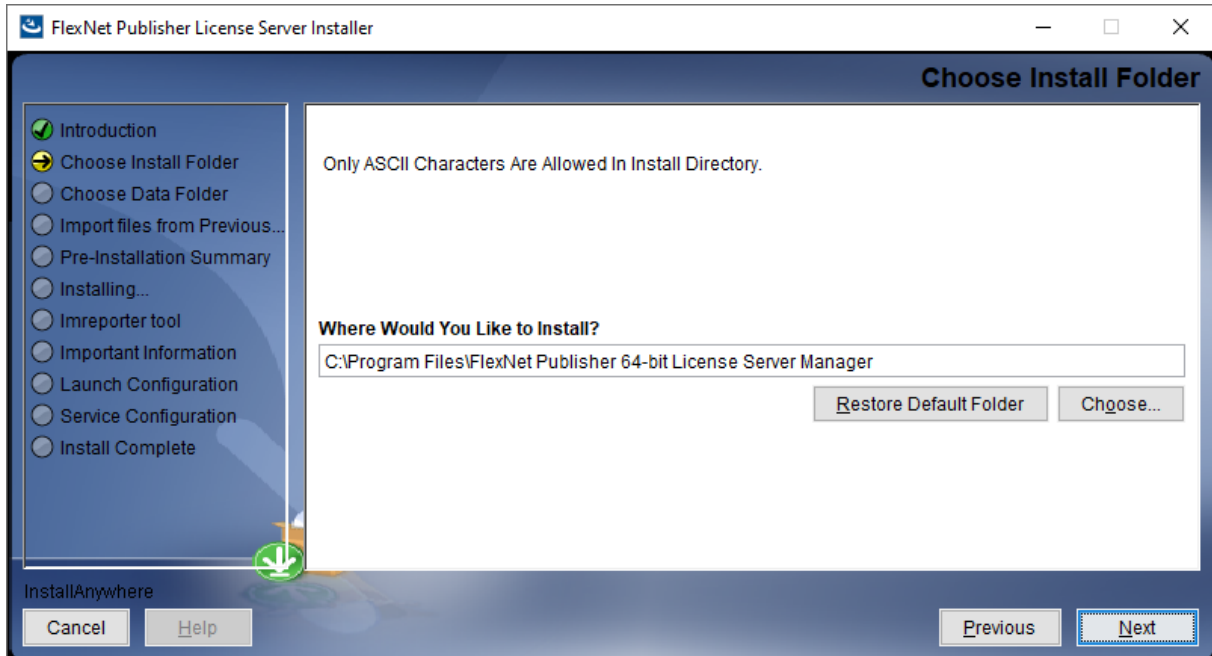 FlexNet Publisher License Server Installer
Choose Install Folder
Introduction
Choose Install Folder
Choose Data Folder
Import files from Previous...
Pre-Installation Summary
Installing...
lmreporter tool
Important Information
Launch Configuration
Service Configuration
Install Complete
Only ASCII Characters Are Allowed In Install Directory.
Where Would You Like to Install?
C:\Program Files\FlexNet Publisher 64-bit License Server Manager
Restore Default Folder
Choose...
InstallAnywhere
Cancel
Help
Previous
Next